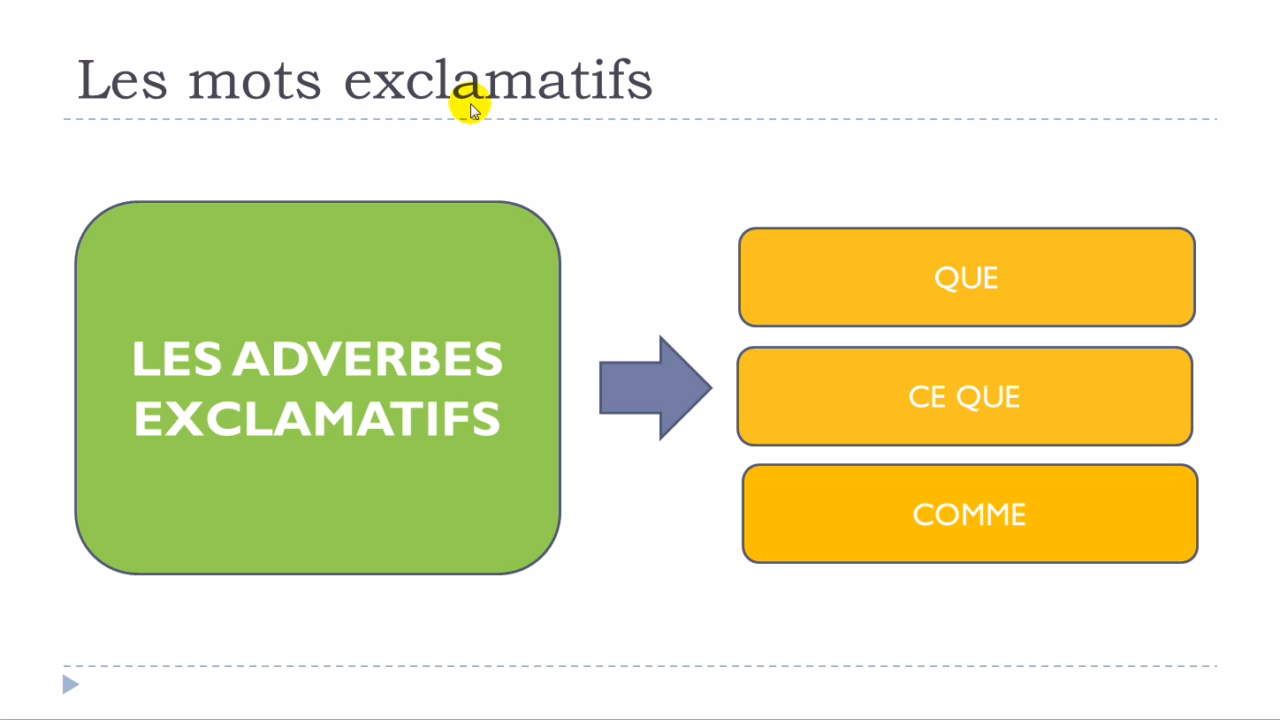 Les mots exclamatifs
LES ADVERBES
EXCLAMATIFS
QUE
CE QUE
COMME